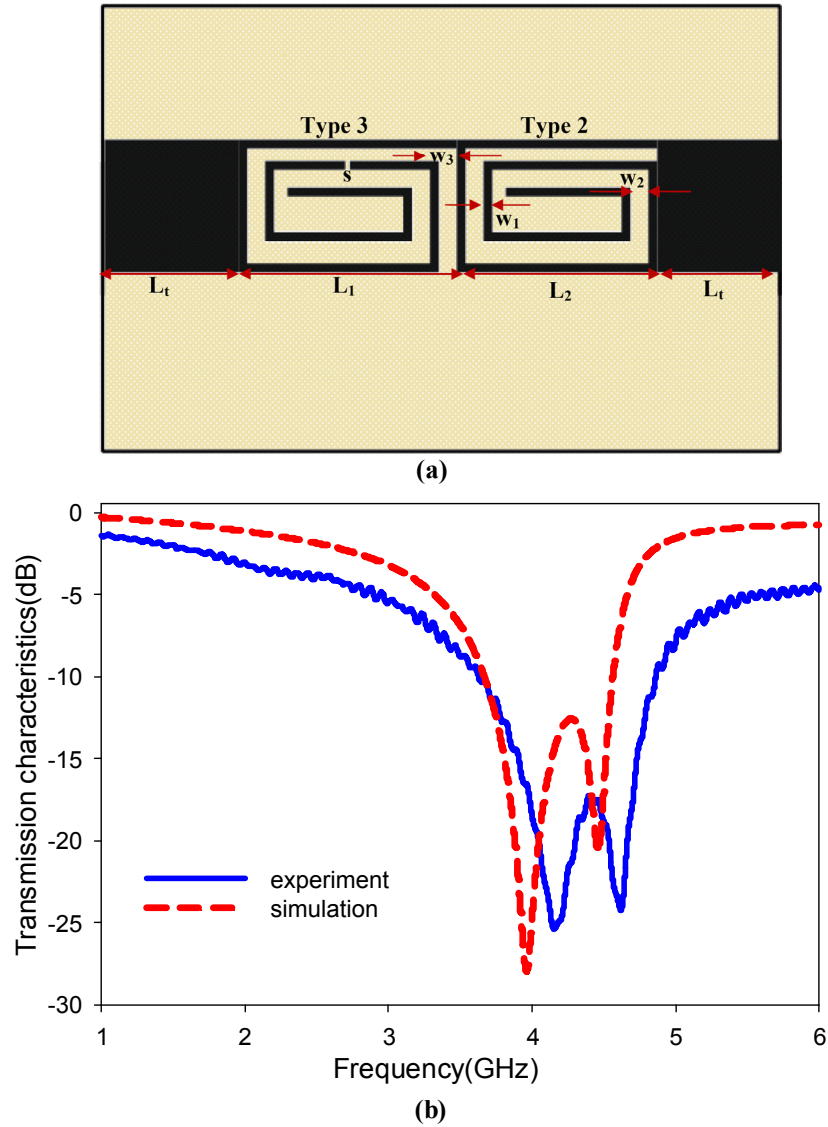 Type 3 Type 2
w3
s
w2
w1
Lt L1 L2 Lt
(a)
0
-5
-10
-15
-20
-25
-30
Transmission characteristics(dB)
experiment
simulation
1 2 3 4 5 6
Frequency(GHz)
(b)